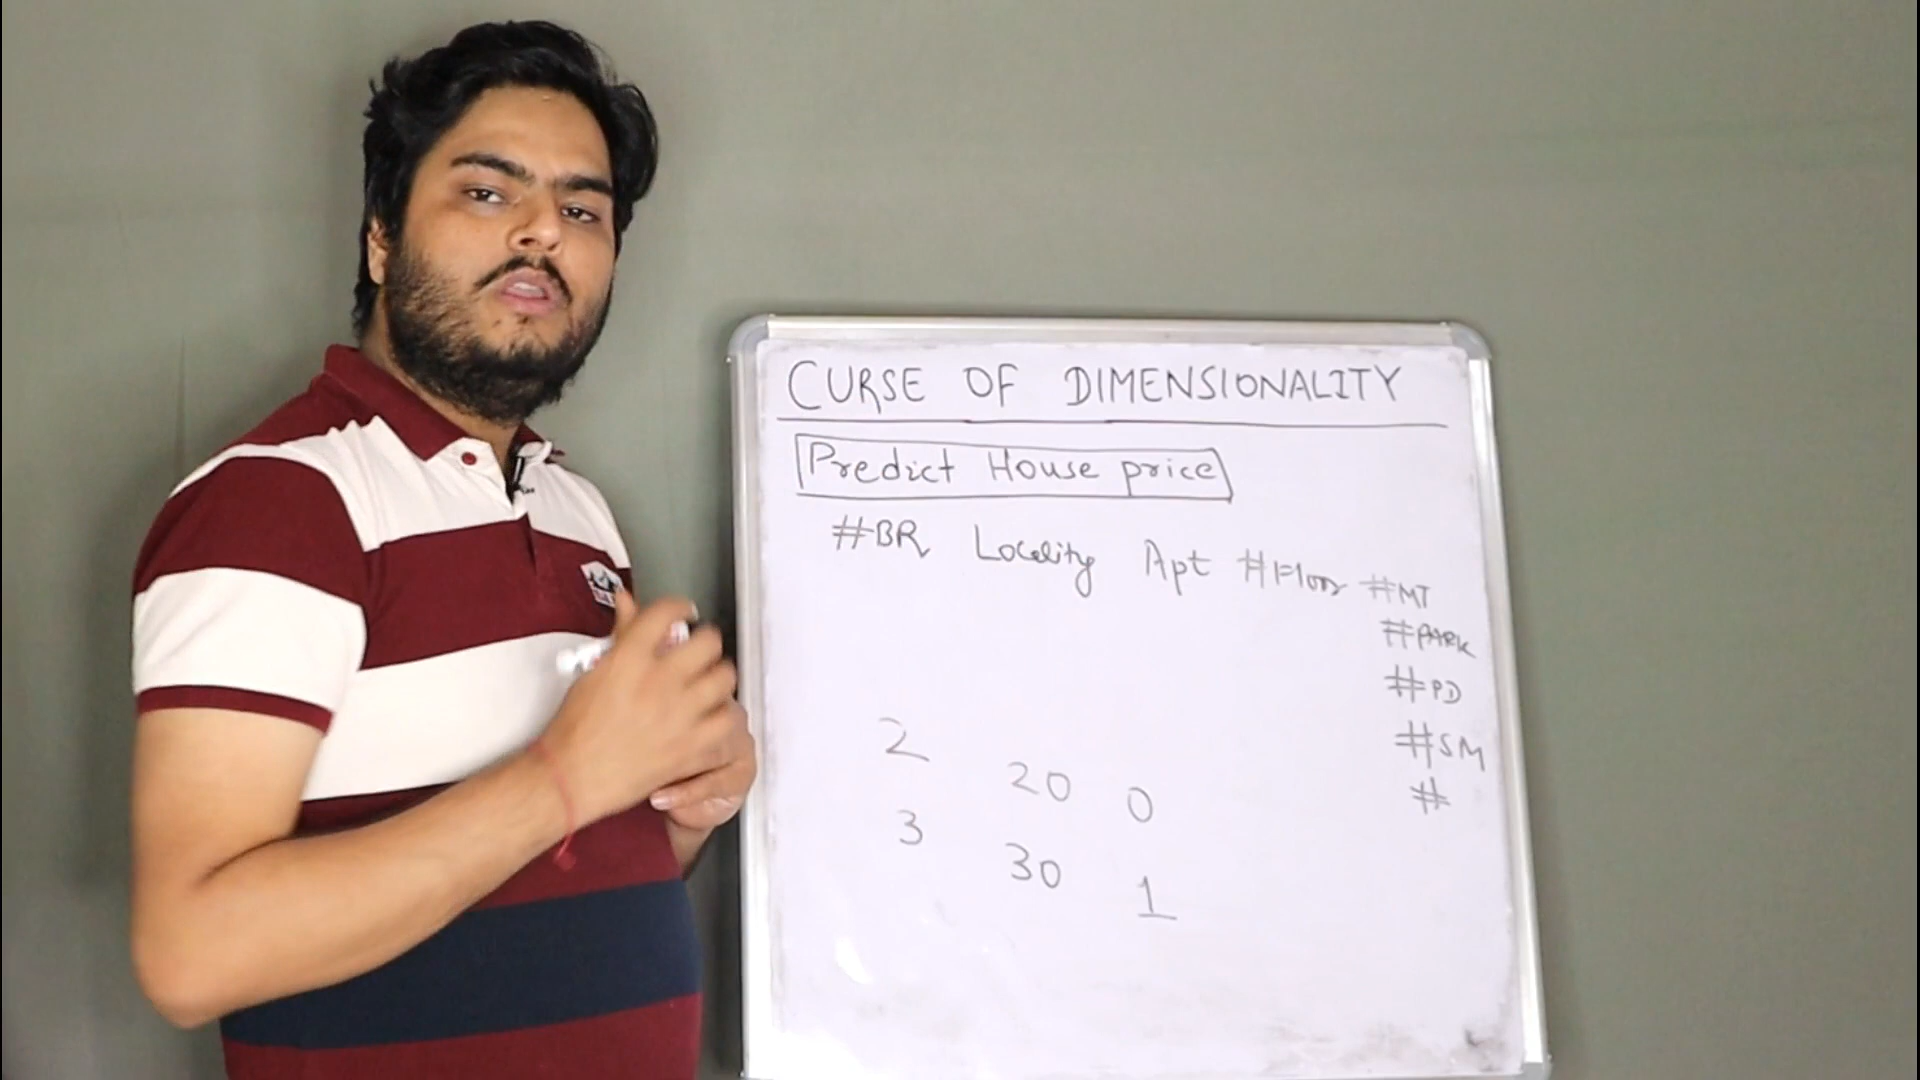 CURSE OF DIMENSIONALITY
Predict House price
#BR Locality Apt #Floor #MT
#PARK
#PD
#SM
#
2 20 0
3 30 1